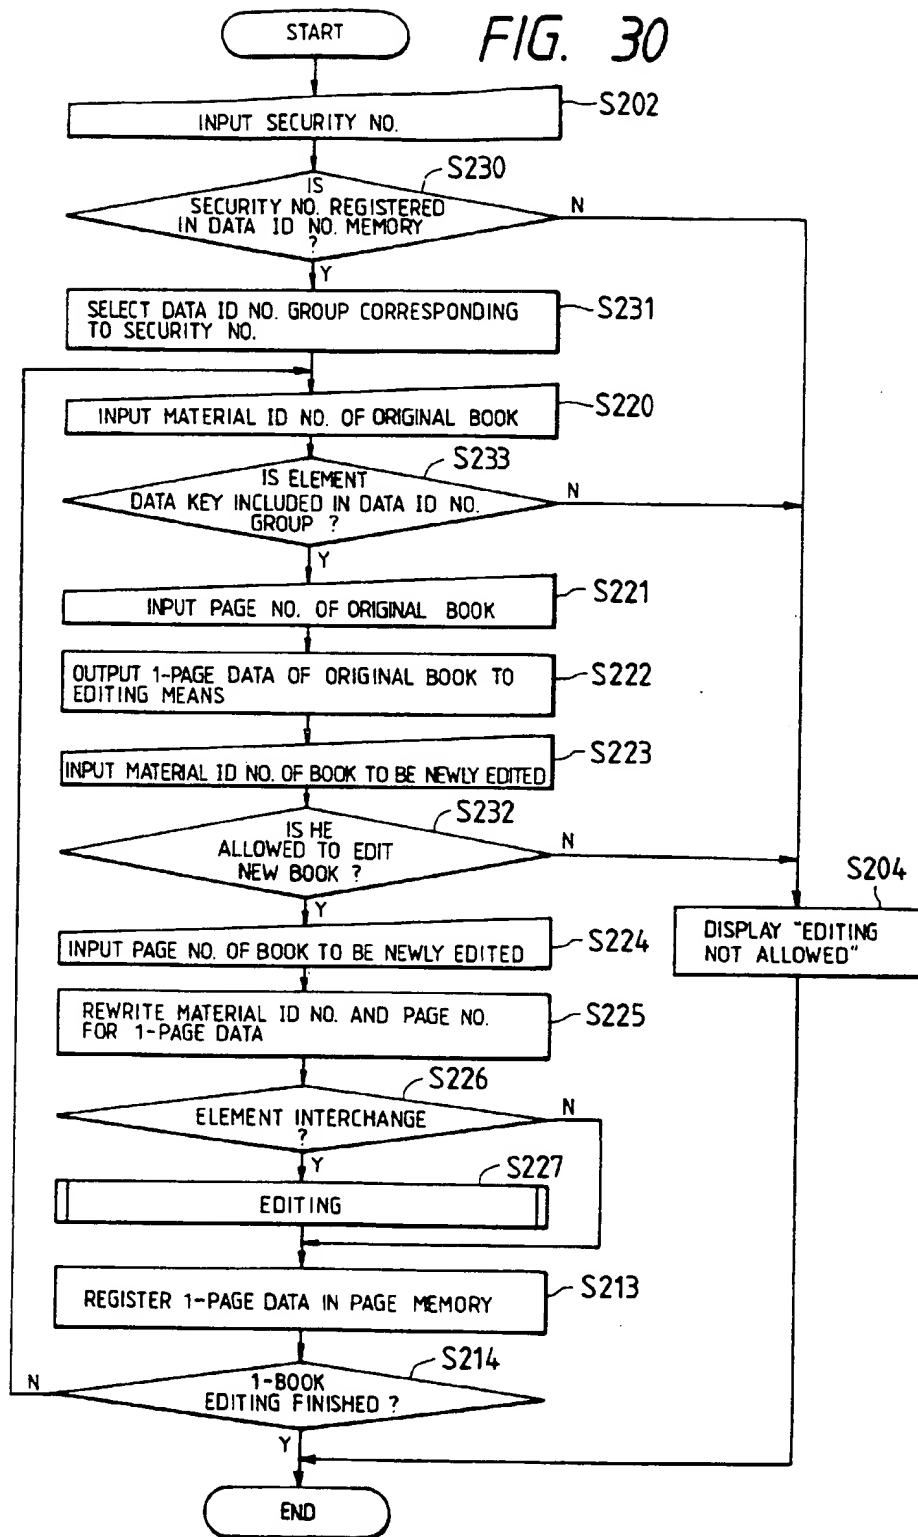 FIG. 30
START
INPUT SECURITY NO.
S202
S230
IS
SECURITY NO. REGISTERED
IN DATA ID NO. MEMORY
?
N
Y
SELECT DATA ID NO. GROUP CORRESPONDING
TO SECURITY NO.
S231
INPUT MATERIAL ID NO. OF ORIGINAL BOOK
S220
S233
IS ELEMENT
DATA KEY INCLUDED IN DATA ID NO.
GROUP ?
N
Y
INPUT PAGE NO. OF ORIGINAL BOOK
S221
OUTPUT 1-PAGE DATA OF ORIGINAL BOOK TO
EDITING MEANS
S222
INPUT MATERIAL ID NO. OF BOOK TO BE NEWLY EDITED
S223
S232
IS HE
ALLOWED TO EDIT
NEW BOOK ?
N
Y
S204
DISPLAY "EDITING
NOT ALLOWED"
INPUT PAGE NO. OF BOOK TO BE NEWLY EDITED
S224
REWRITE MATERIAL ID NO. AND PAGE NO.
FOR 1-PAGE DATA
S225
S226
ELEMENT INTERCHANGE
?
N
Y
S227
EDITING
REGISTER 1-PAGE DATA IN PAGE MEMORY
S213
S214
1-BOOK
EDITING FINISHED ?
N
Y
END